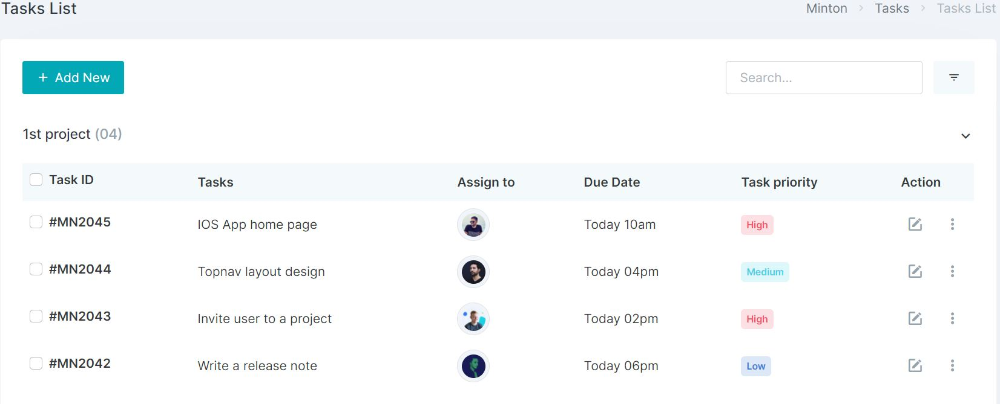 Tasks List
Minton > Tasks > Tasks List
+ Add New
Search...
1st project (04)
Task ID Tasks Assign to Due Date Task priority Action
#MN2045 IOS App home page Today 10am High
#MN2044 Topnav layout design Today 04pm Medium
#MN2043 Invite user to a project Today 02pm High
#MN2042 Write a release note Today 06pm Low